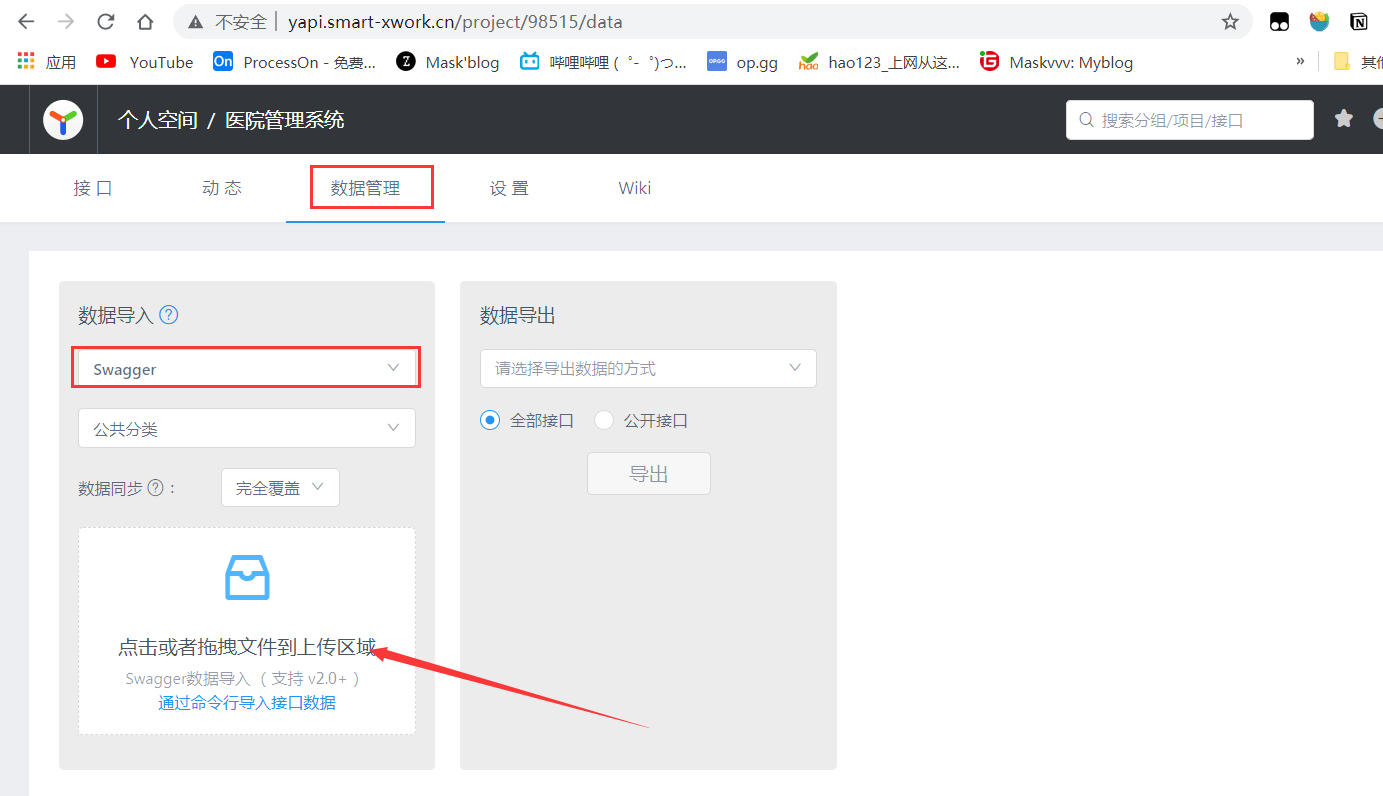 不安全 yapi.smart-xwork.cn/project/98515/data
应用 YouTube On ProcessOn - 免费... Z Mask'blog 哔哩哔哩 (゜-゜)つ... OPGG op.gg hao hao123_上网从这... Maskvvv: Myblog »
个人空间 / 医院管理系统 搜索分组/项目/接口
接口 动态 数据管理 设置 Wiki
数据导入 ? 数据导出
Swagger 请选择导出数据的方式
公共分类 全部接口 公开接口
数据同步 ? : 完全覆盖 导出
点击或者拖拽文件到上传区域
Swagger数据导入（支持 v2.0+ ）
通过命令行导入接口数据